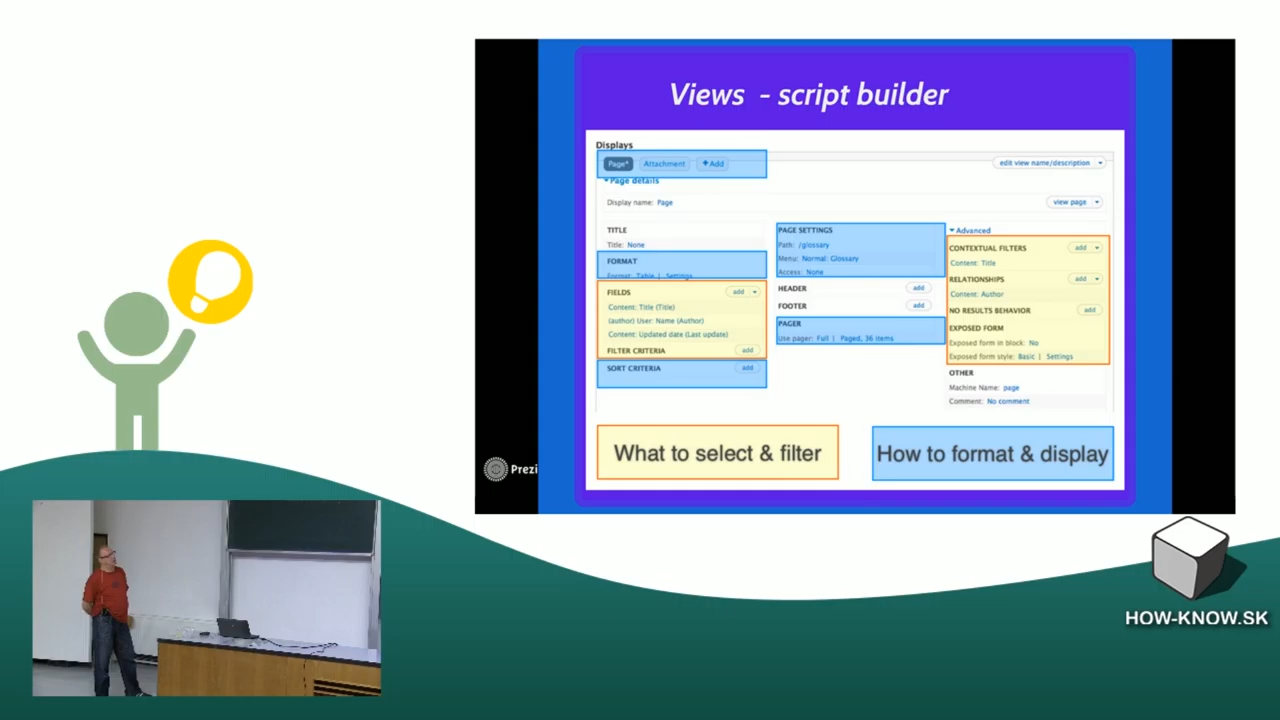 Views - script builder
Displays
Page* Attachment +Add edit view name/description
Page details
Display name: Page view page
TITLE
Title: None
FORMAT
Format: Table | Settings
FIELDS add
Content: Title (Title)
(author) User: Name (Author)
Content: Updated date (Last update)
FILTER CRITERIA add
SORT CRITERIA add
PAGE SETTINGS
Path: /glossary
Menu: Normal: Glossary
Access: None
HEADER add
FOOTER add
PAGER
Use pager: Full | Paged, 36 items
Advanced
CONTEXTUAL FILTERS add
Content: Title
RELATIONSHIPS add
Content: Author
NO RESULTS BEHAVIOR add
EXPOSED FORM
Exposed form in block: No
Exposed form style: Basic | Settings
OTHER
Machine Name: page
Comment: No comment
What to select & filter
How to format & display
Prezi
HOW-KNOW.SK